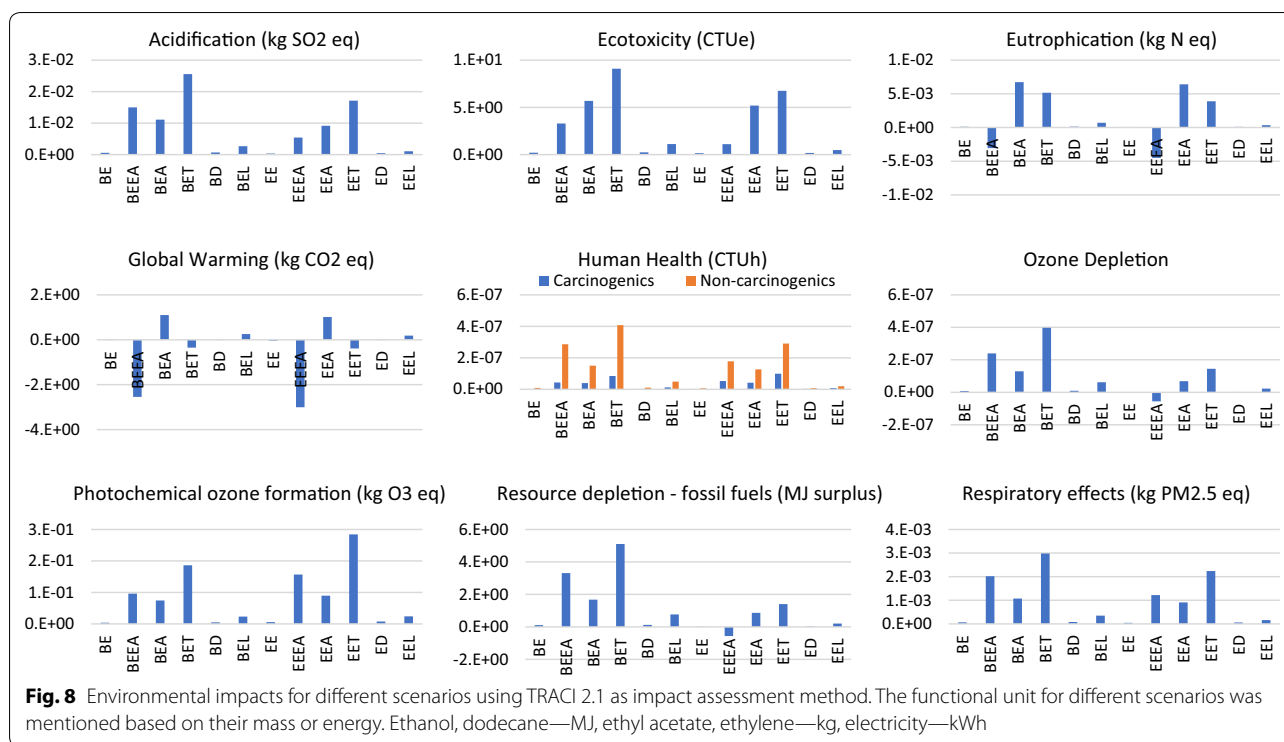 Acidification (kg SO2 eq)
3.E-02
2.E-02
1.E-02
0.E+00
BE
BEEA
BEA
BET
BD
BEL
EE
EEEA
EEA
EET
ED
EEL
Ecotoxicity (CTUe)
1.E+01
5.E+00
0.E+00
BE
BEEA
BEA
BET
BD
BEL
EE
EEEA
EEA
EET
ED
EEL
Eutrophication (kg N eq)
1.E-02
5.E-03
0.E+00
-5.E-03
-1.E-02
BE
BEEA
BEA
BET
BD
BEL
EE
EEEA
EEA
EET
ED
EEL
Global Warming (kg CO2 eq)
2.E+00
0.E+00
-2.E+00
-4.E+00
BE
BEEA
BEA
BET
BD
BEL
EE
EEEA
EEA
EET
ED
EEL
Human Health (CTUh)
Carcinogenics Non-carcinogenics
6.E-07
4.E-07
2.E-07
0.E+00
BE
BEEA
BEA
BET
BD
BEL
EE
EEEA
EEA
EET
ED
EEL
Ozone Depletion
6.E-07
4.E-07
2.E-07
0.E+00
-2.E-07
BE
BEEA
BEA
BET
BD
BEL
EE
EEEA
EEA
EET
ED
EEL
Photochemical ozone formation (kg O3 eq)
3.E-01
2.E-01
1.E-01
0.E+00
BE
BEEA
BEA
BET
BD
BEL
EE
EEEA
EEA
EET
ED
EEL
Resource depletion - fossil fuels (MJ surplus)
6.E+00
4.E+00
2.E+00
0.E+00
-2.E+00
BE
BEEA
BEA
BET
BD
BEL
EE
EEEA
EEA
EET
ED
EEL
Respiratory effects (kg PM2.5 eq)
4.E-03
3.E-03
2.E-03
1.E-03
0.E+00
BE
BEEA
BEA
BET
BD
BEL
EE
EEEA
EEA
EET
ED
EEL
Fig. 8 Environmental impacts for different scenarios using TRACI 2.1 as impact assessment method. The functional unit for different scenarios was
mentioned based on their mass or energy. Ethanol, dodecane—MJ, ethyl acetate, ethylene—kg, electricity—kWh